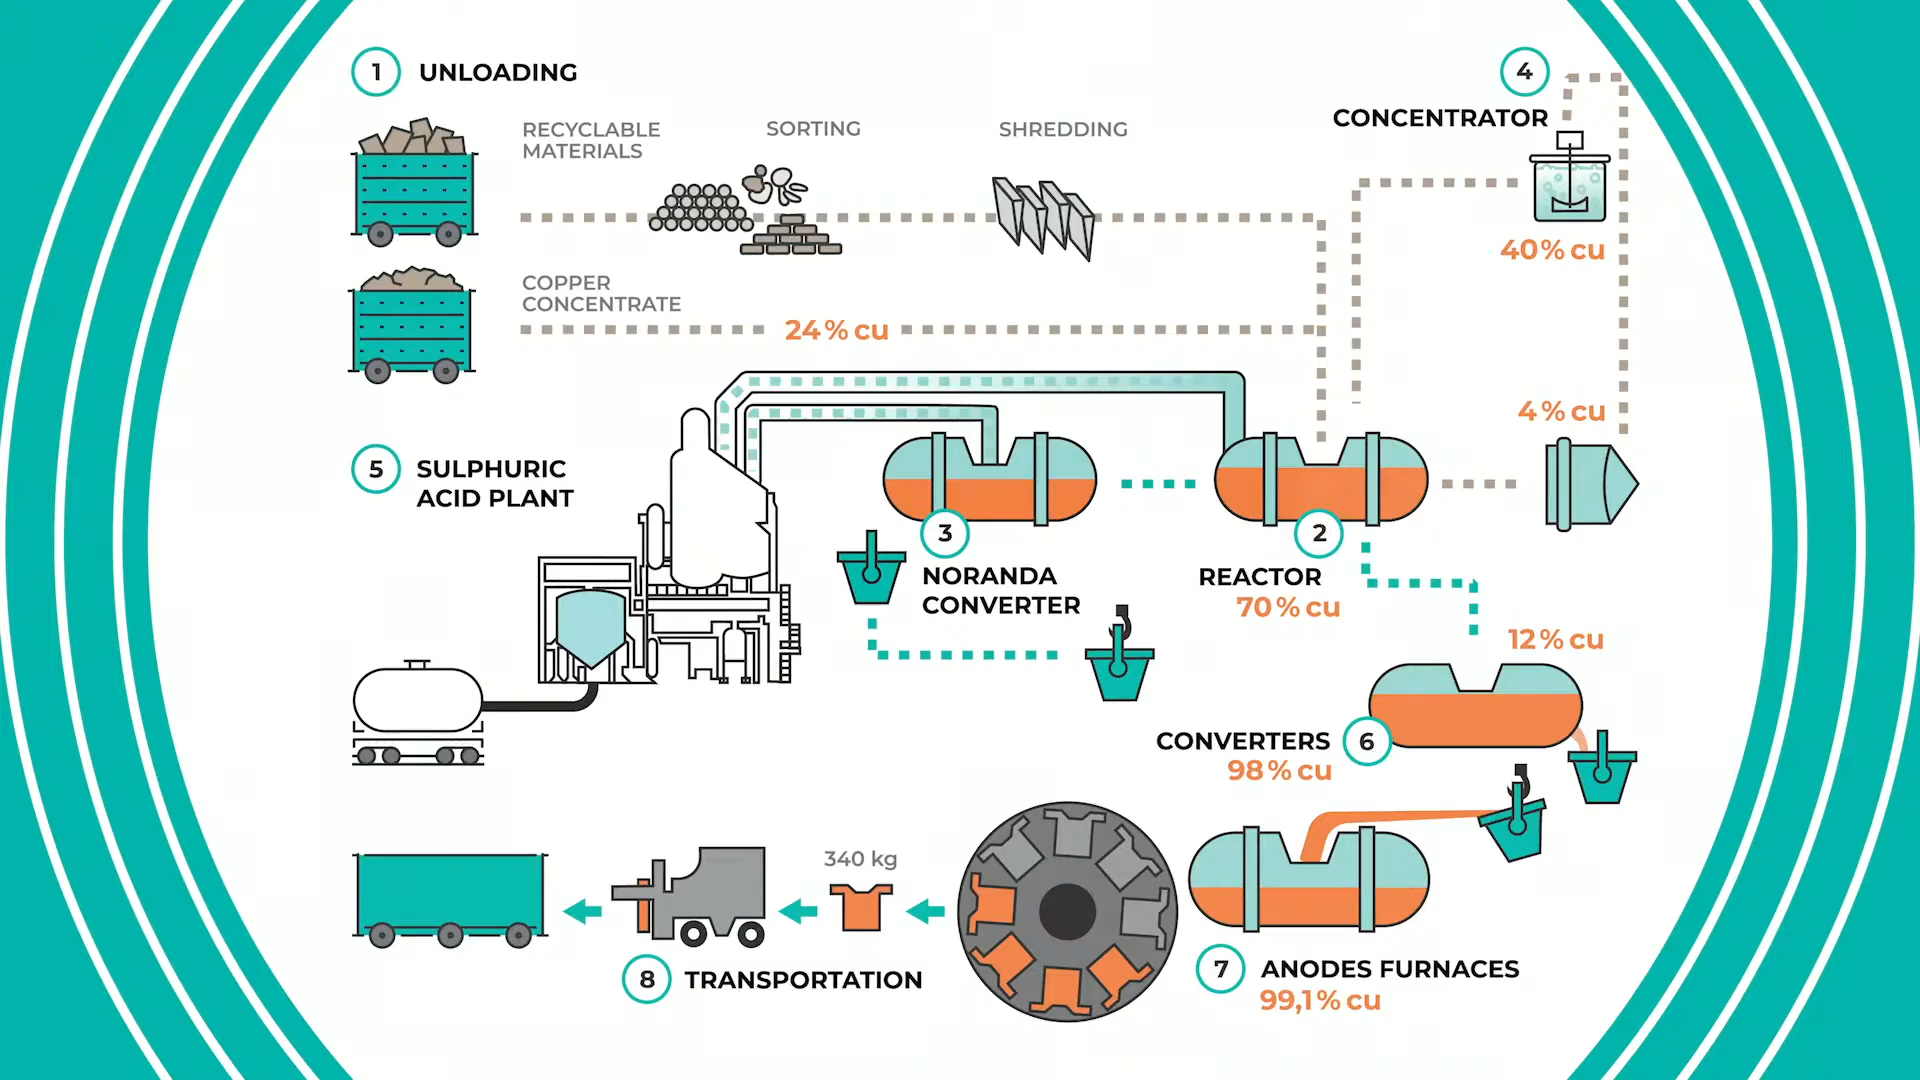 1 UNLOADING
RECYCLABLE
MATERIALS
SORTING
SHREDDING
4
CONCENTRATOR
40% cu
COPPER
CONCENTRATE
24% cu
4% cu
5 SULPHURIC
ACID PLANT
3
NORANDA
CONVERTER
2
REACTOR
70% cu
12% cu
CONVERTERS 6
98% cu
340 kg
8 TRANSPORTATION
7 ANODES FURNACES
99,1% cu